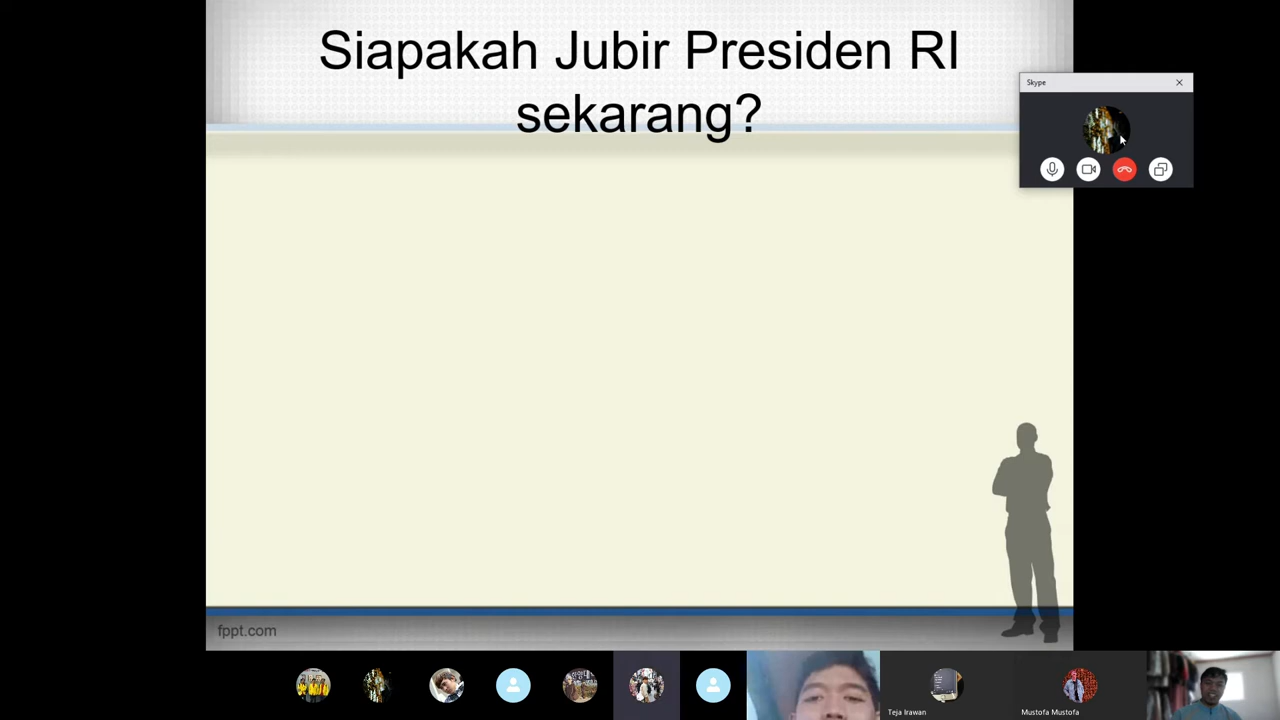 Siapakah Jubir Presiden RI
sekarang?
Skype
fppt.com
Teja Irawan
Mustofa Mustofa